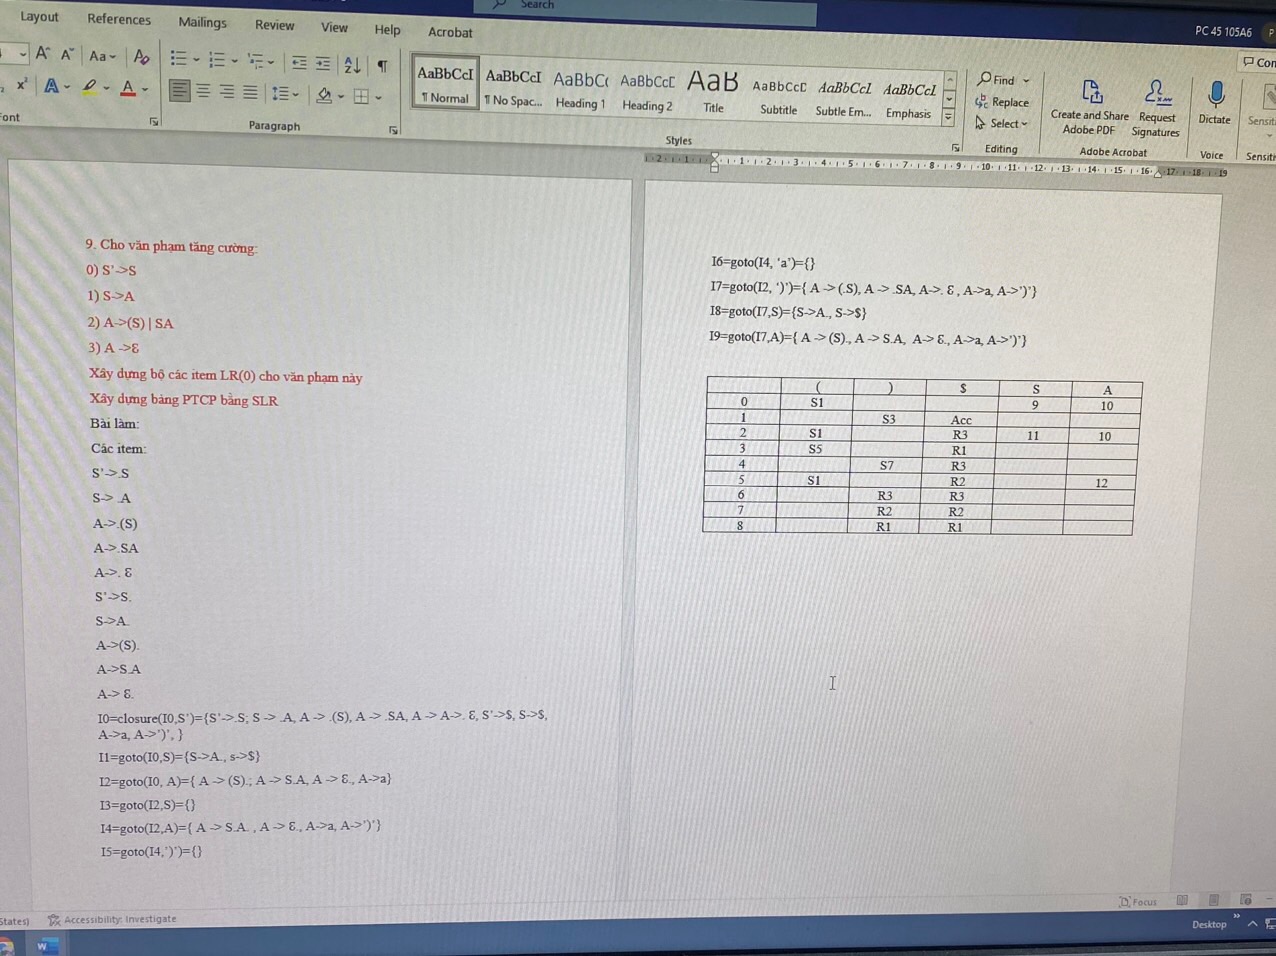 Search
PC 45 105A6
Layout References Mailings Review View Help Acrobat
Aa
AaBbCcI AaBbCcI AaBbC AaBbCcD AaB AaBbCcD AaBbCcI AaBbCcI
¶ Normal ¶ No Spac... Heading 1 Heading 2 Title Subtitle Subtle Em... Emphasis
Find
Replace
Select
Create and Share Adobe PDF
Request Signatures
Dictate
Font Paragraph Styles Editing Adobe Acrobat Voice
9. Cho văn phạm tăng cường:
0) S'->S
1) S->A
2) A->(S) | SA
3) A ->Ɛ
Xây dựng bộ các item LR(0) cho văn phạm này
Xây dựng bảng PTCP bằng SLR
Bài làm:
Các item:
S'->.S
S-> .A
A->.(S)
A->.SA
A->. Ɛ
S'->S.
S->A.
A->(S).
A->S.A
A-> Ɛ.
I0=closure(I0,S')={S'->.S; S -> .A, A -> .(S), A -> .SA, A -> A->. Ɛ, S'->$, S->$,
A->a, A->')', }
I1=goto(I0,S)={S->A., s->$}
I2=goto(I0, A)={ A -> (S).; A -> S.A, A -> Ɛ., A->a}
I3=goto(I2,S)={}
I4=goto(I2,A)={ A -> S.A. , A -> Ɛ., A->a, A->')'}
I5=goto(I4,')')={}
I6=goto(I4, 'a')={}
I7=goto(I2, ')')={ A -> (.S), A -> .SA, A->. Ɛ , A->a, A->')'}
I8=goto(I7,S)={S->A., S->$}
I9=goto(I7,A)={ A -> (S)., A -> S.A, A-> Ɛ., A->a, A->')'}
( ) $ S A
0 S1 9 10
1 S3 Acc
2 S1 R3 11 10
3 S5 R1
4 S7 R3
5 S1 R2 12
6 R3 R3
7 R2 R2
8 R1 R1
States) Accessibility: Investigate
Focus
Desktop